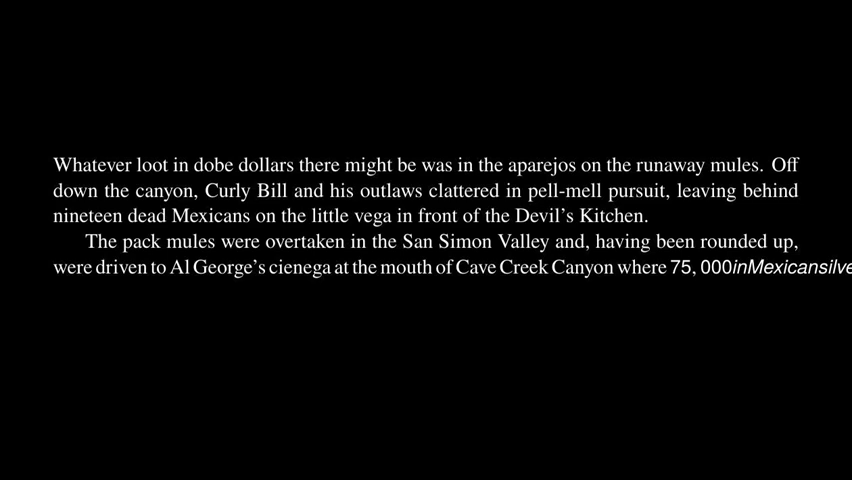 Whatever loot in dobe dollars there might be was in the aparejos on the runaway mules. Off
down the canyon, Curly Bill and his outlaws clattered in pell-mell pursuit, leaving behind
nineteen dead Mexicans on the little vega in front of the Devil's Kitchen.
The pack mules were overtaken in the San Simon Valley and, having been rounded up,
were driven to Al George's cienega at the mouth of Cave Creek Canyon where 75, 000inMexicansilve